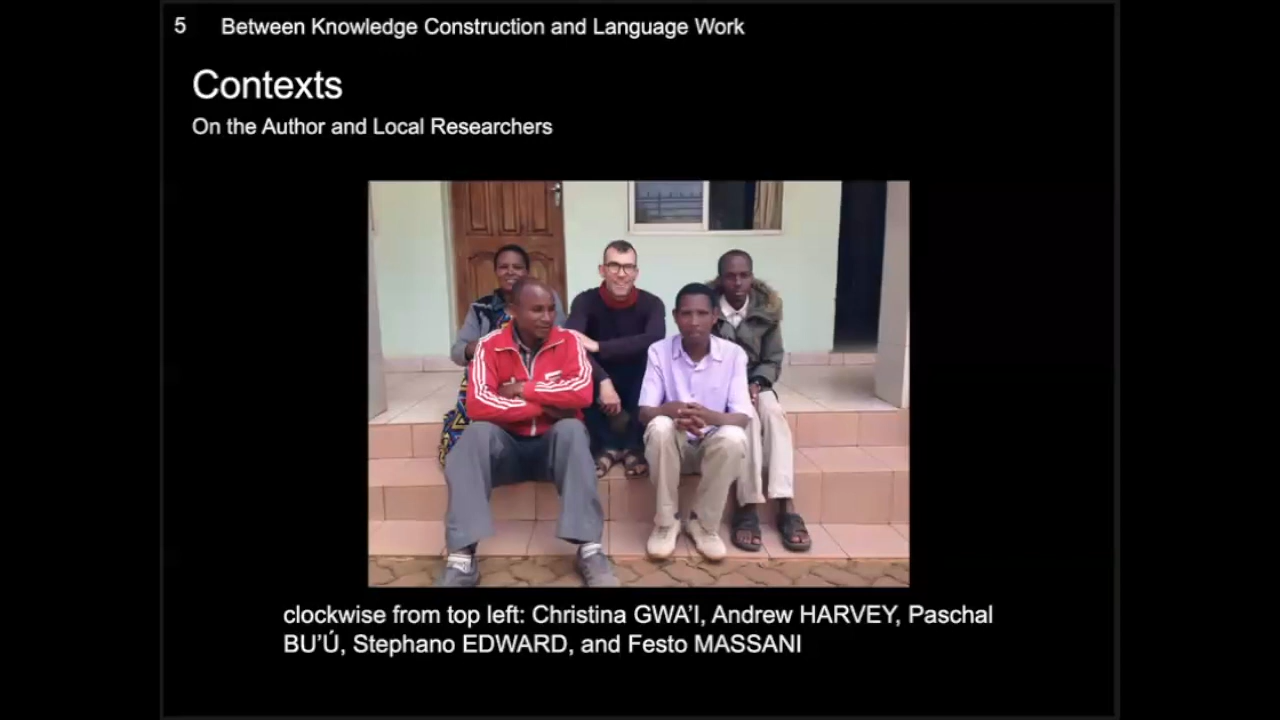 5 Between Knowledge Construction and Language Work
Contexts
On the Author and Local Researchers
clockwise from top left: Christina GWA’I, Andrew HARVEY, Paschal
BU’Ú, Stephano EDWARD, and Festo MASSANI